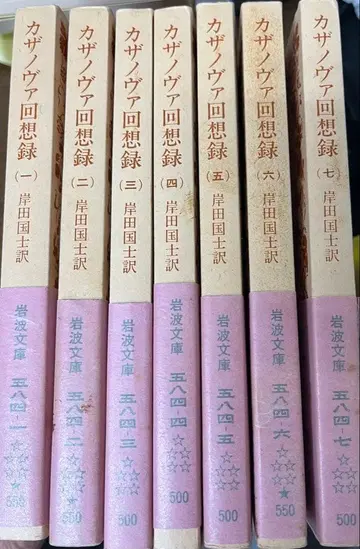 カザノヴァ回想録(一)岸田国士訳
岩波文庫 五八四-一
☆☆☆☆☆★
550
カザノヴァ回想録(二)岸田国士訳
岩波文庫 五八四-二
☆☆☆☆☆★
550
カザノヴァ回想録(三)岸田国士訳
岩波文庫 五八四-三
☆☆☆☆☆
500
カザノヴァ回想録(四)岸田国士訳
岩波文庫 五八四-四
☆☆☆☆☆
500
カザノヴァ回想録(五)岸田国士訳
岩波文庫 五八四-五
☆☆☆☆☆
500
カザノヴァ回想録(六)岸田国士訳
岩波文庫 五八四-六
☆☆☆☆☆★
550
カザノヴァ回想録(七)岸田国士訳
岩波文庫 五八四-七
☆☆☆☆☆
500